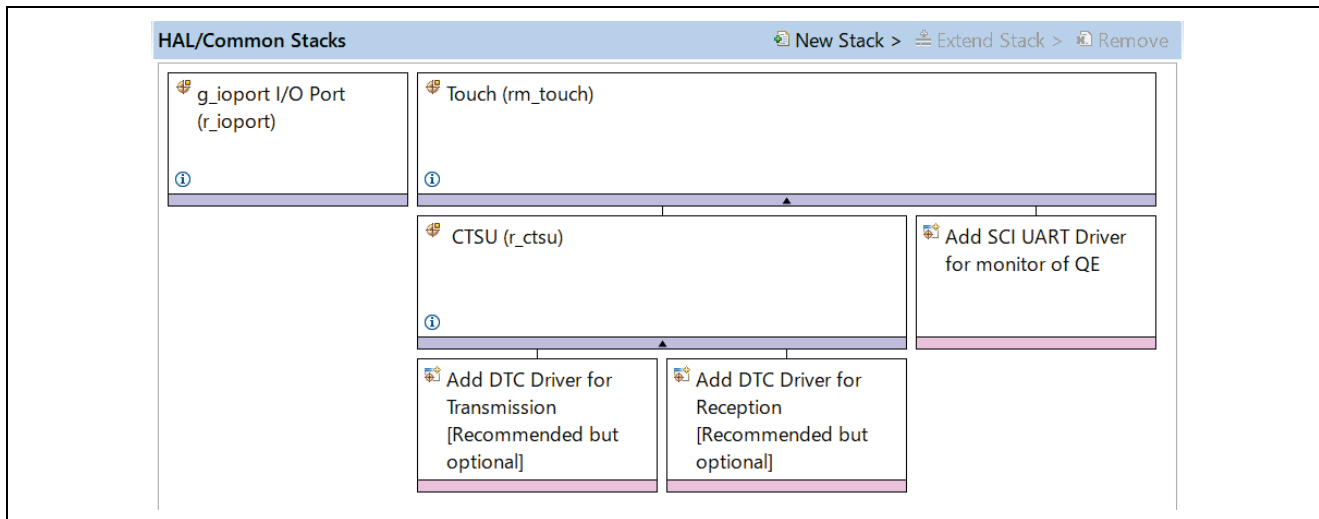 HAL/Common Stacks
New Stack > Extend Stack > Remove
g_ioport I/O Port
(r_ioport)
Touch (rm_touch)
CTSU (r_ctsu)
Add SCI UART Driver
for monitor of QE
Add DTC Driver for
Transmission
[Recommended but
optional]
Add DTC Driver for
Reception
[Recommended but
optional]